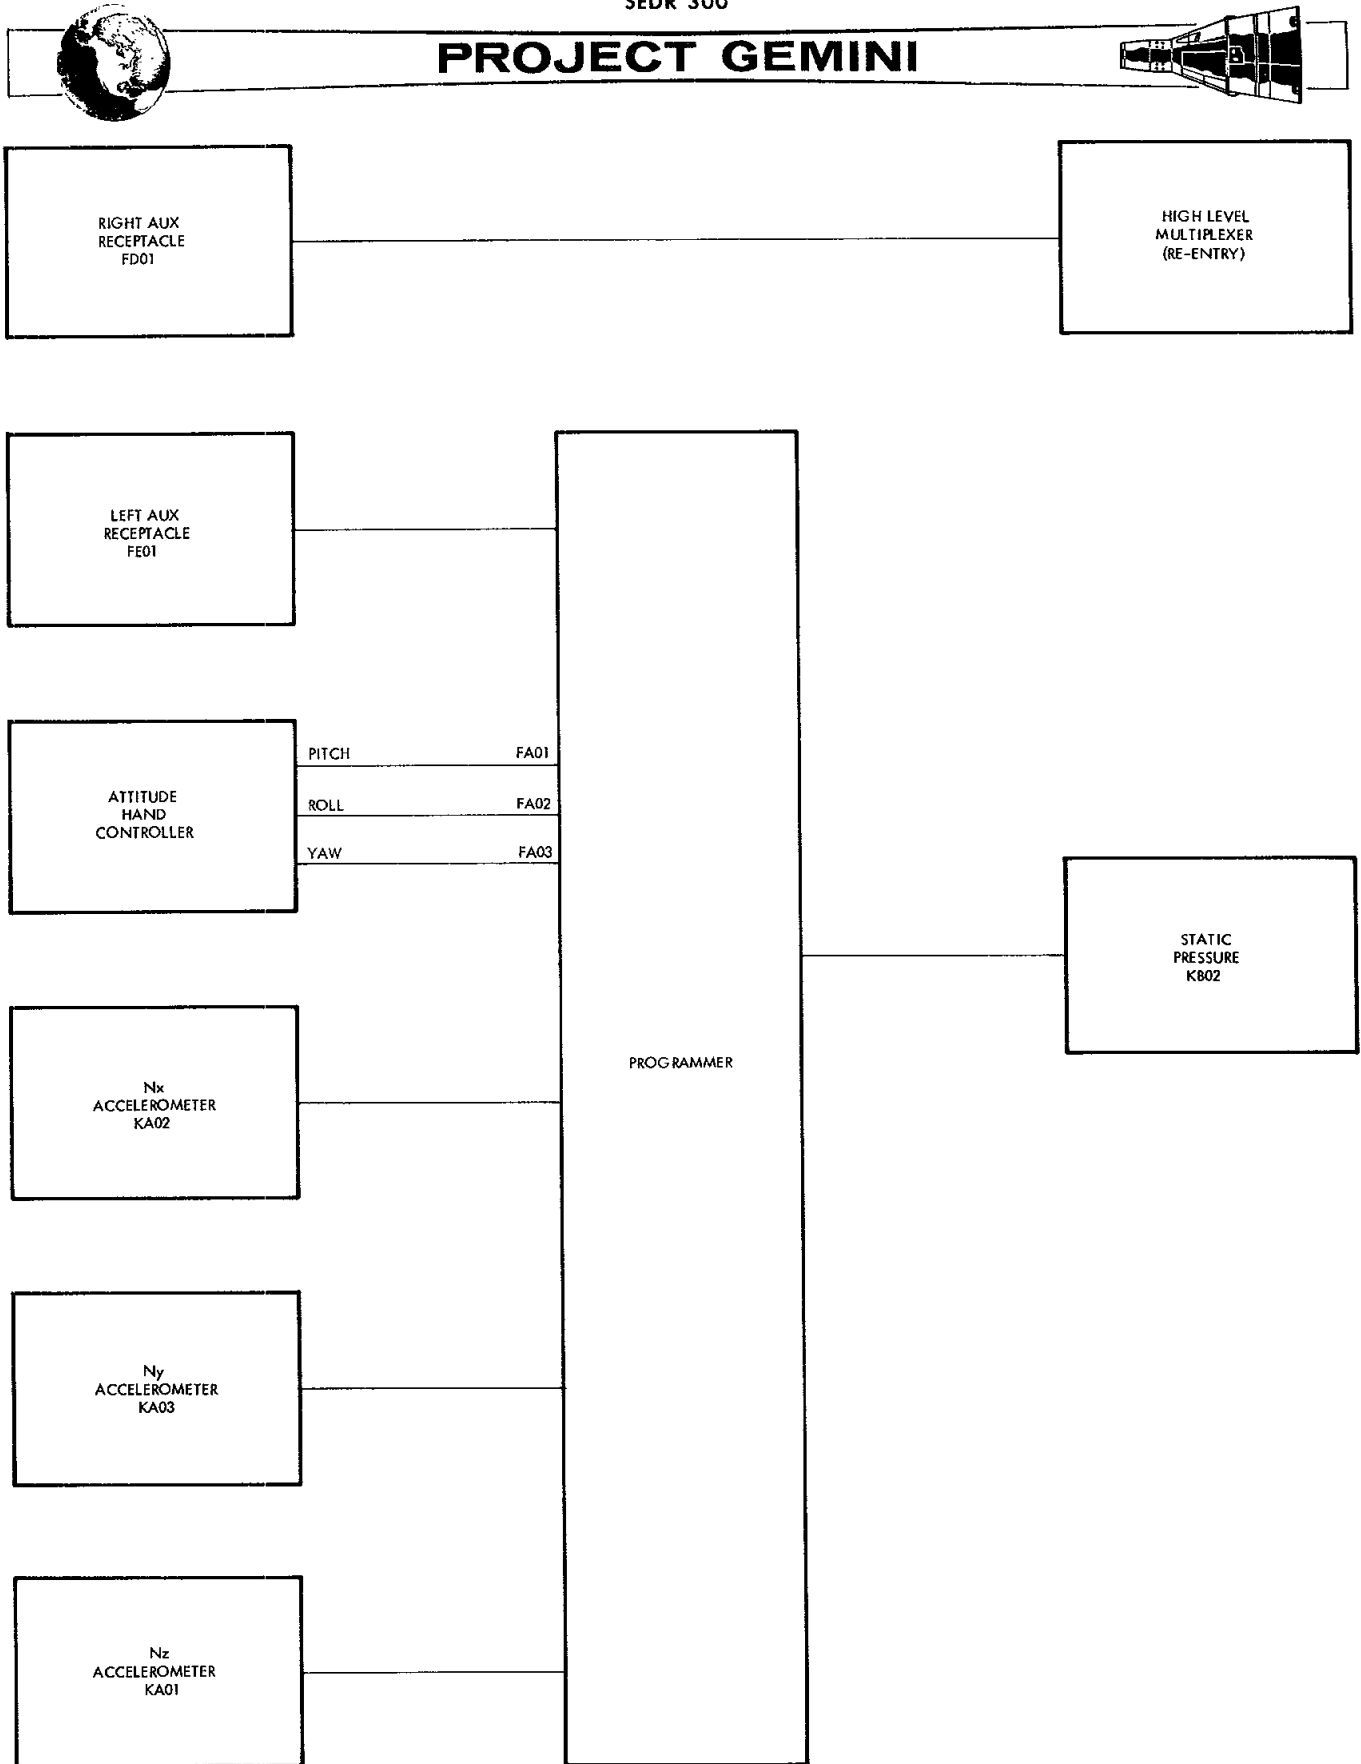 SEDR 300
PROJECT GEMINI
RIGHT AUX
RECEPTACLE
FD01
HIGH LEVEL
MULTIPLEXER
(RE-ENTRY)
LEFT AUX
RECEPTACLE
FE01
ATTITUDE
HAND
CONTROLLER
PITCH FA01
ROLL FA02
YAW FA03
STATIC
PRESSURE
KB02
Nx
ACCELEROMETER
KA02
PROGRAMMER
Ny
ACCELEROMETER
KA03
Nz
ACCELEROMETER
KA01